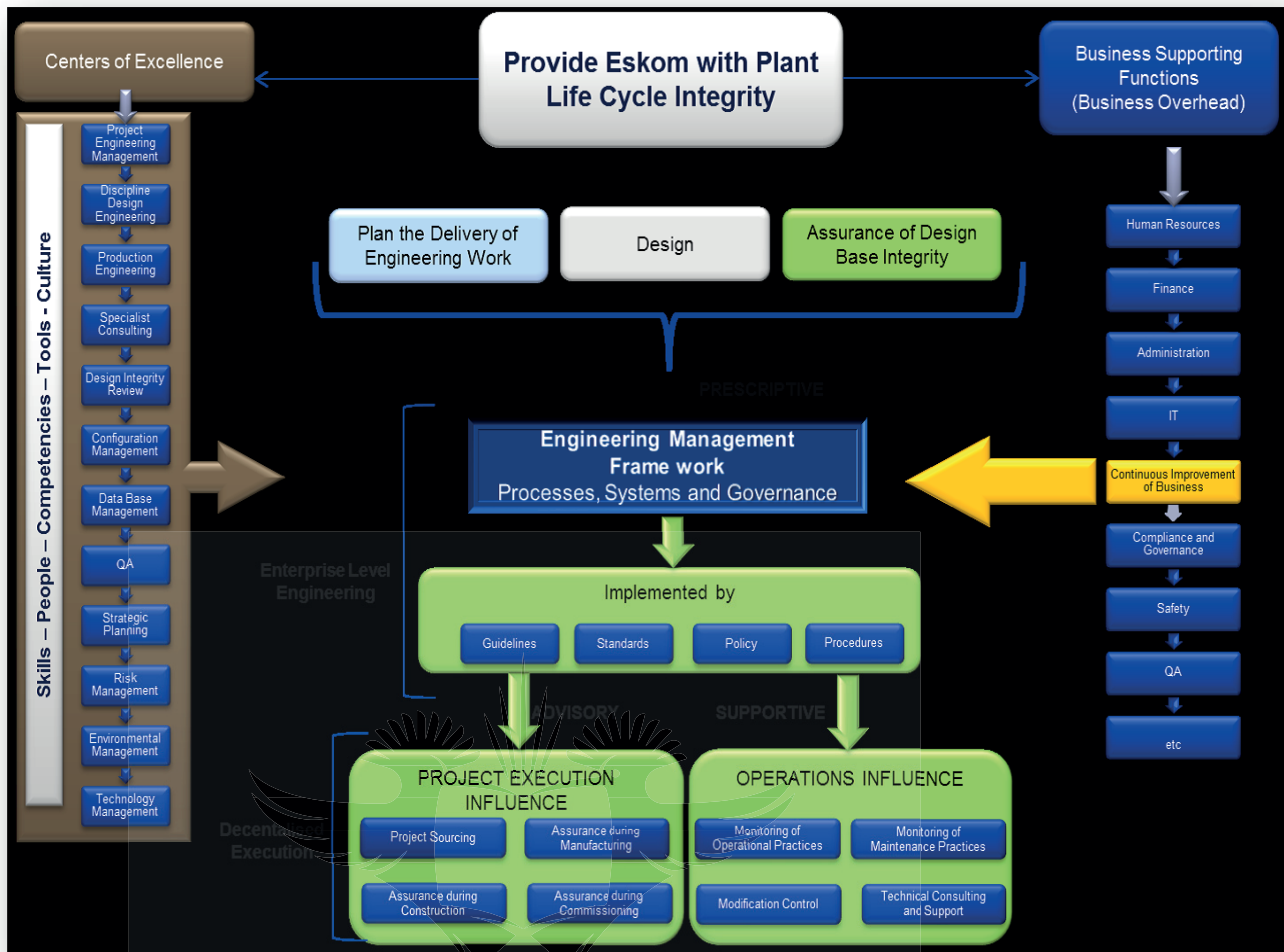 Centers of Excellence
Provide Eskom with Plant
Life Cycle Integrity
Business Supporting
Functions
(Business Overhead)
Skills – People – Competencies – Tools - Culture
Project
Engineering
Management
Discipline
Design
Engineering
Production
Engineering
Specialist
Consulting
Design Integrity
Review
Configuration
Management
Data Base
Management
QA
Strategic
Planning
Risk
Management
Environmental
Management
Technology
Management
Plan the Delivery of
Engineering Work
Design
Assurance of Design
Base Integrity
PRESCRIPTIVE
Engineering Management
Frame work
Processes, Systems and Governance
Enterprise Level
Engineering
Implemented by
Guidelines
Standards
Policy
Procedures
ADVISORY
SUPPORTIVE
Decentalised
Execution
PROJECT EXECUTION
INFLUENCE
Project Sourcing
Assurance during
Manufacturing
Assurance during
Construction
Assurance during
Commissioning
OPERATIONS INFLUENCE
Monitoring of
Operational Practices
Monitoring of
Maintenance Practices
Modification Control
Technical Consulting
and Support
Human Resources
Finance
Administration
IT
Continuous Improvement
of Business
Compliance and
Governance
Safety
QA
etc